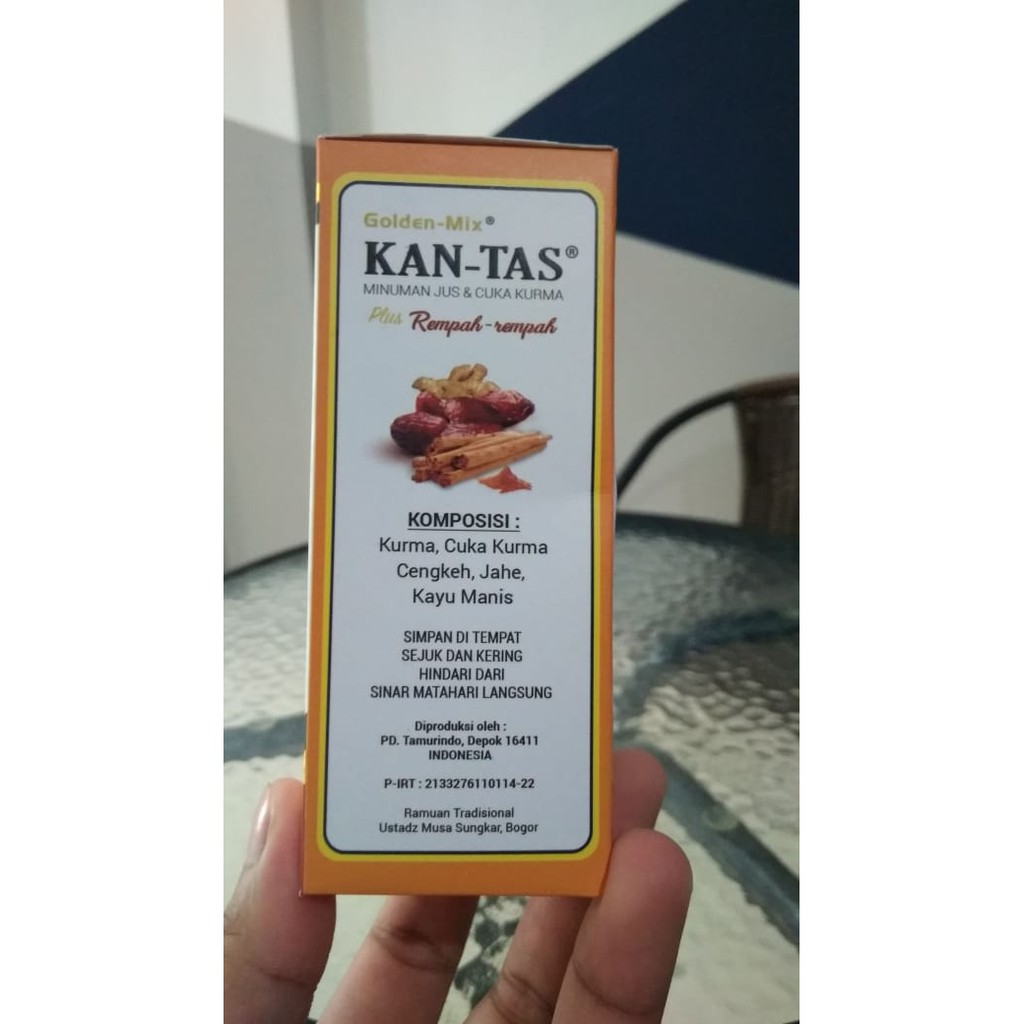 Golden-Mix®
KAN-TAS®
MINUMAN JUS & CUKA KURMA
Plus Rempah-rempah
KOMPOSISI :
Kurma, Cuka Kurma
Cengkeh, Jahe,
Kayu Manis
SIMPAN DI TEMPAT
SEJUK DAN KERING
HINDARI DARI
SINAR MATAHARI LANGSUNG
Diproduksi oleh :
PD. Tamurindo, Depok 16411
INDONESIA
P-IRT : 2133276110114-22
Ramuan Tradisional
Ustadz Musa Sungkar, Bogor